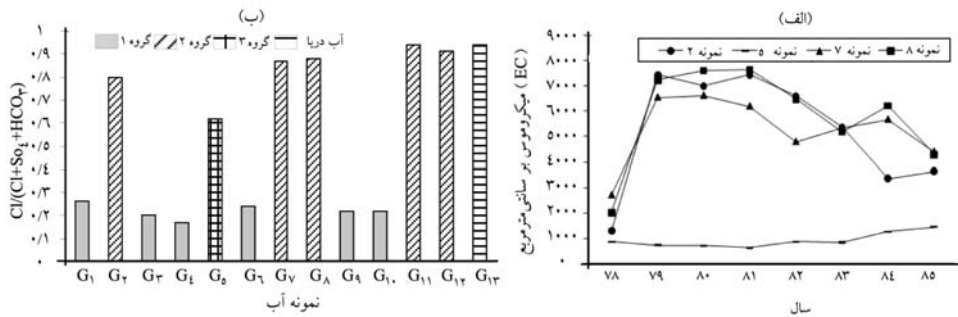 (الف)
نمونه ۲ نمونه ۵ نمونه ۷ نمونه ۸
میکروموس بر سانتی‌مترمربع (EC)
۸۰۰۰
۷۰۰۰
۶۰۰۰
۵۰۰۰
۴۰۰۰
۳۰۰۰
۲۰۰۰
۱۰۰۰
۰
۷۸ ۷۹ ۸۰ ۸۱ ۸۲ ۸۳ ۸۴ ۸۵
سال
(ب)
گروه ۱ گروه ۲ گروه ۳ آب دریا
Cl/(Cl+So₄+HCO₃)
۱
۰/۹
۰/۸
۰/۷
۰/۶
۰/۵
۰/۴
۰/۳
۰/۲
۰/۱
۰
G۱ G۲ G۳ G٤ G۵ G۶ G۷ G۸ G۹ G۱۰ G۱۱ G۱۲ G۱۳
نمونه آب